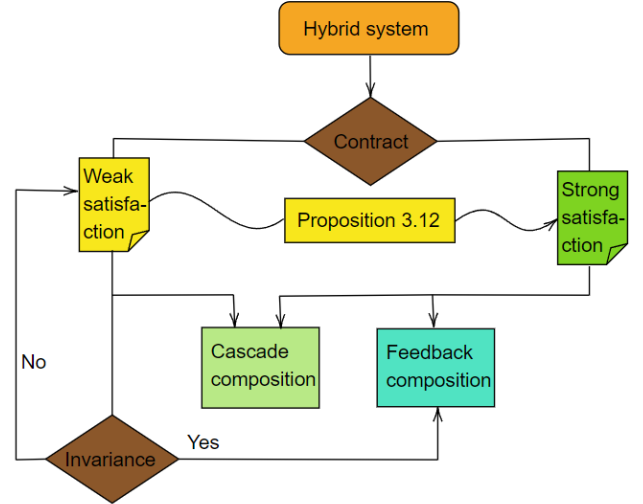 Hybrid system
Contract
Weak
satisfa-
ction
Proposition 3.12
Strong
satisfa-
ction
Cascade
composition
Feedback
composition
No
Yes
Invariance